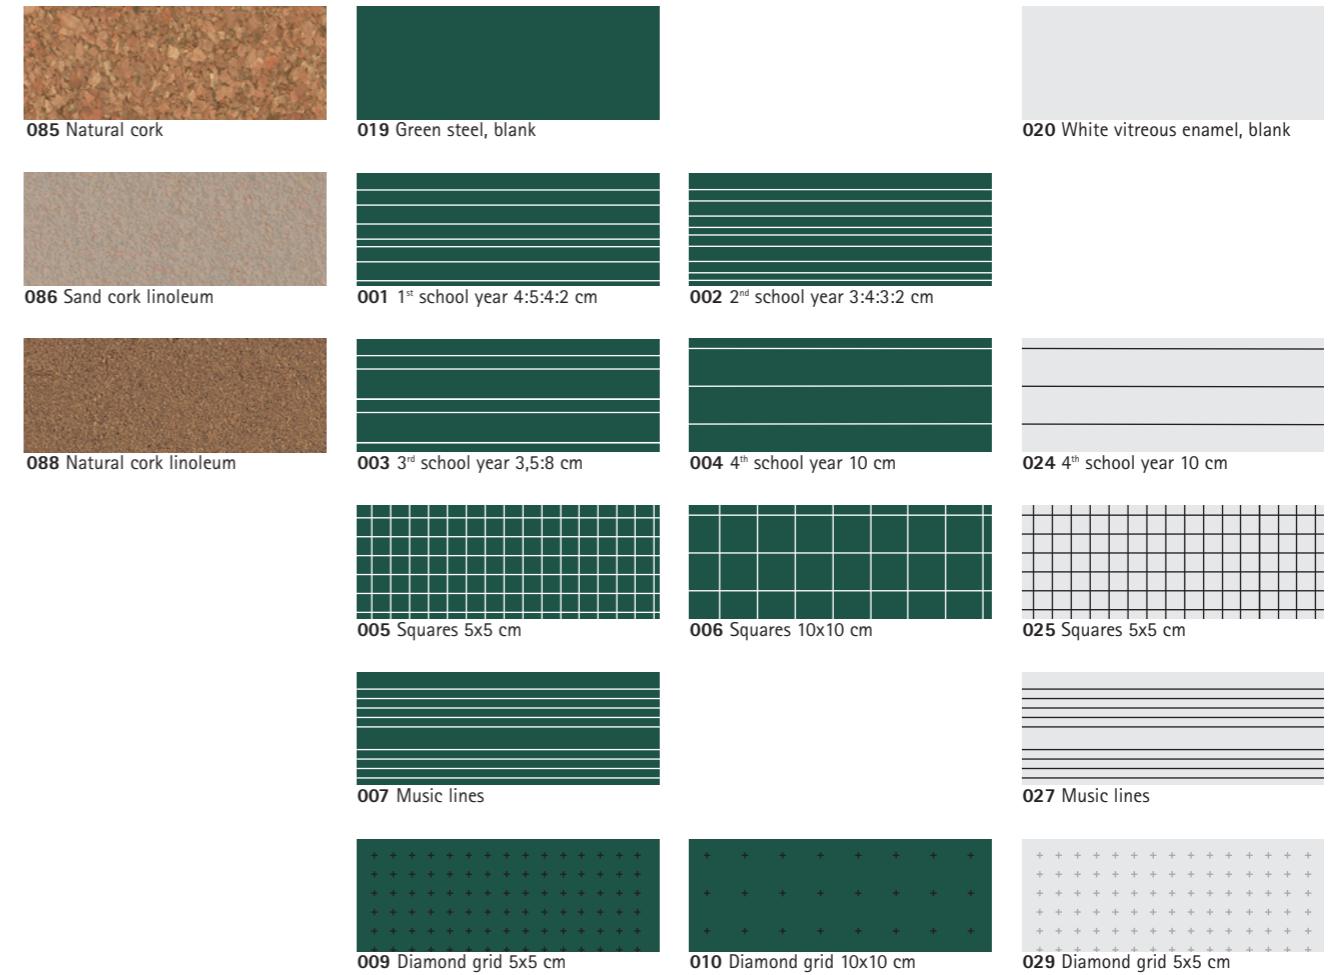 085 Natural cork
019 Green steel, blank
020 White vitreous enamel, blank
086 Sand cork linoleum
001 1st school year 4:5:4:2 cm
002 2nd school year 3:4:3:2 cm
088 Natural cork linoleum
003 3rd school year 3,5:8 cm
004 4th school year 10 cm
024 4th school year 10 cm
005 Squares 5x5 cm
006 Squares 10x10 cm
025 Squares 5x5 cm
007 Music lines
027 Music lines
009 Diamond grid 5x5 cm
010 Diamond grid 10x10 cm
029 Diamond grid 5x5 cm